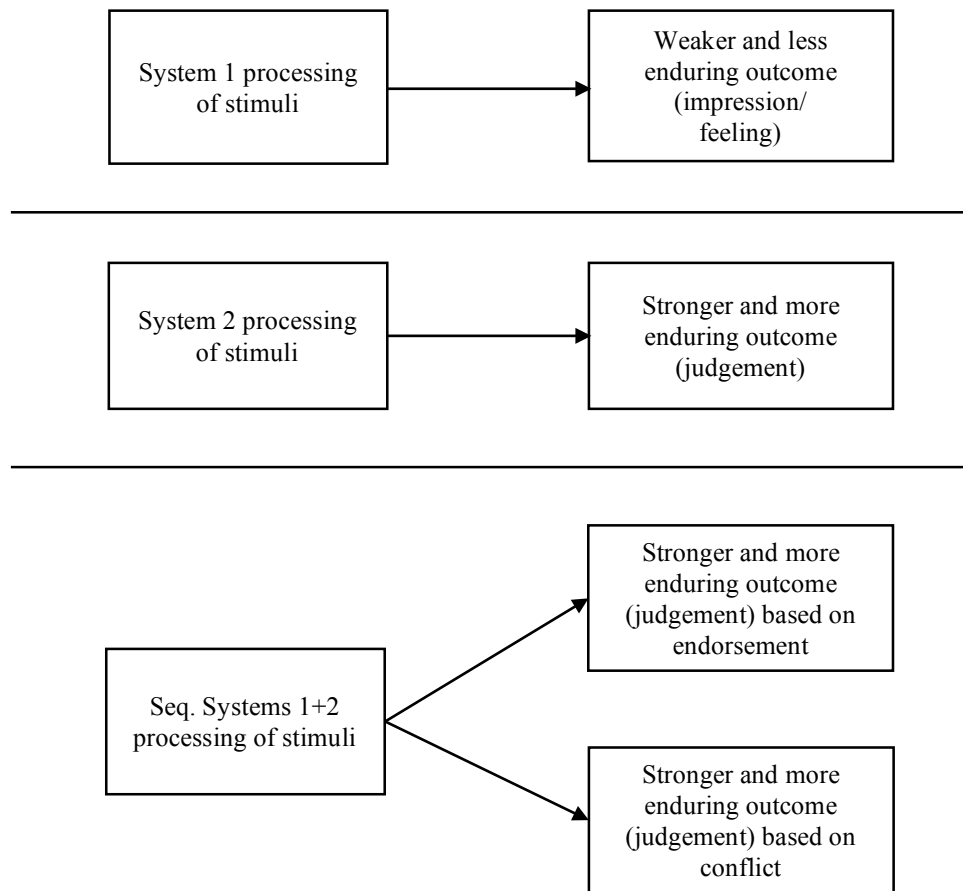 System 1 processing
of stimuli
Weaker and less
enduring outcome
(impression/
feeling)
System 2 processing
of stimuli
Stronger and more
enduring outcome
(judgement)
Seq. Systems 1+2
processing of stimuli
Stronger and more
enduring outcome
(judgement) based on
endorsement
Stronger and more
enduring outcome
(judgement) based on
conflict